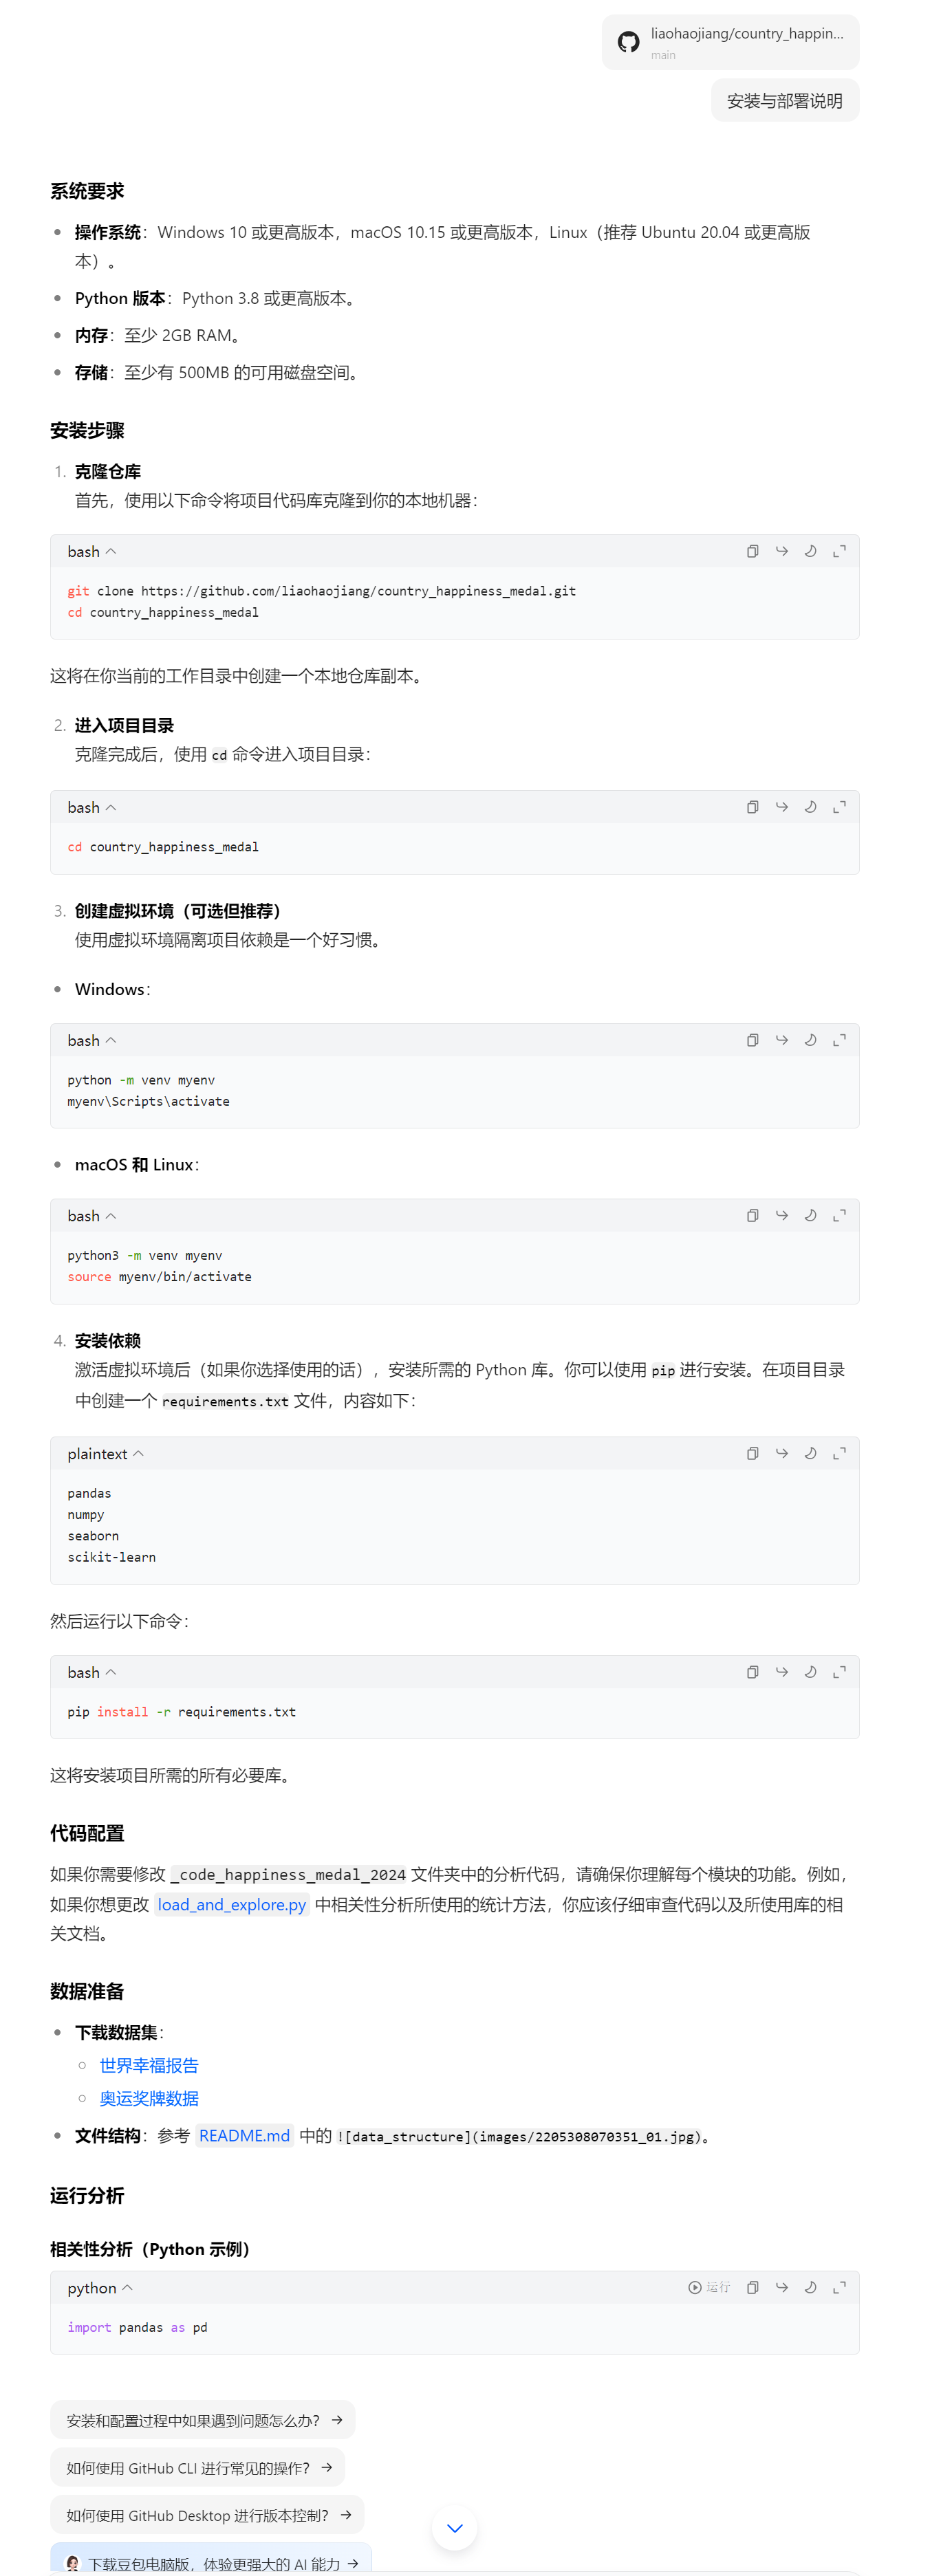 liaohaojiang/country_happin...
main
安装与部署说明
系统要求
操作系统：Windows 10 或更高版本，macOS 10.15 或更高版本，Linux（推荐 Ubuntu 20.04 或更高版
本）。
Python 版本：Python 3.8 或更高版本。
内存：至少 2GB RAM。
存储：至少有 500MB 的可用磁盘空间。
安装步骤
1. 克隆仓库
首先，使用以下命令将项目代码库克隆到你的本地机器：
bash
git clone https://github.com/liaohaojiang/country_happiness_medal.git
cd country_happiness_medal
这将在你当前的工作目录中创建一个本地仓库副本。
2. 进入项目目录
克隆完成后，使用 cd 命令进入项目目录：
bash
cd country_happiness_medal
3. 创建虚拟环境（可选但推荐）
使用虚拟环境隔离项目依赖是一个好习惯。
Windows：
bash
python -m venv myenv
myenv\Scripts\activate
macOS 和 Linux：
bash
python3 -m venv myenv
source myenv/bin/activate
4. 安装依赖
激活虚拟环境后（如果你选择使用的话），安装所需的 Python 库。你可以使用 pip 进行安装。在项目目录
中创建一个 requirements.txt 文件，内容如下：
plaintext
pandas
numpy
seaborn
scikit-learn
然后运行以下命令：
bash
pip install -r requirements.txt
这将安装项目所需的所有必要库。
代码配置
如果你需要修改 _code_happiness_medal_2024 文件夹中的分析代码，请确保你理解每个模块的功能。例如，
如果你想更改 load_and_explore.py 中相关性分析所使用的统计方法，你应该仔细审查代码以及所使用库的相
关文档。
数据准备
下载数据集：
世界幸福报告
奥运奖牌数据
文件结构：参考 README.md 中的 ![data_structure](images/2205308070351_01.jpg)。
运行分析
相关性分析（Python 示例）
python
运行
import pandas as pd
安装和配置过程中如果遇到问题怎么办？
如何使用 GitHub CLI 进行常见的操作？
如何使用 GitHub Desktop 进行版本控制？
下载豆包电脑版，体验更强大的 AI 能力